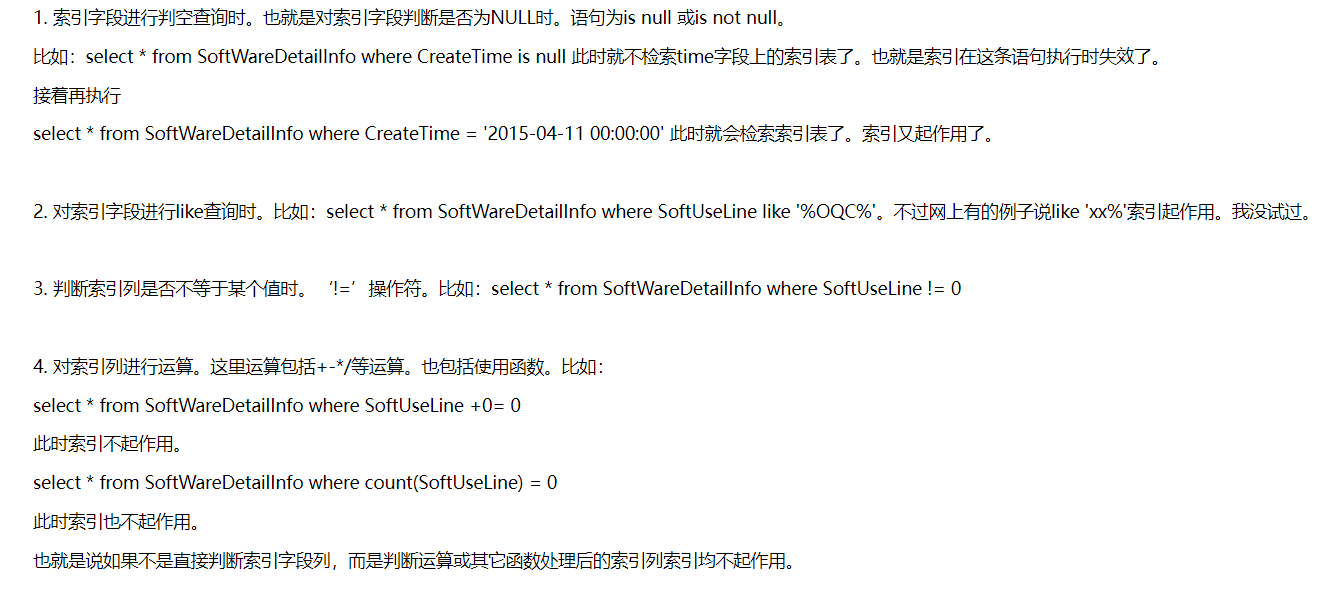 1. 索引字段进行判空查询时。也就是对索引字段判断是否为NULL时。语句为is null 或is not null。
比如：select * from SoftWareDetailInfo where CreateTime is null 此时就不检索time字段上的索引表了。也就是索引在这条语句执行时失效了。
接着再执行
select * from SoftWareDetailInfo where CreateTime = '2015-04-11 00:00:00' 此时就会检索索引表了。索引又起作用了。
2. 对索引字段进行like查询时。比如：select * from SoftWareDetailInfo where SoftUseLine like '%OQC%'。不过网上有的例子说like 'xx%'索引起作用。我没试过。
3. 判断索引列是否不等于某个值时。‘!=’操作符。比如：select * from SoftWareDetailInfo where SoftUseLine != 0
4. 对索引列进行运算。这里运算包括+-*/等运算。也包括使用函数。比如：
select * from SoftWareDetailInfo where SoftUseLine +0= 0
此时索引不起作用。
select * from SoftWareDetailInfo where count(SoftUseLine) = 0
此时索引也不起作用。
也就是说如果不是直接判断索引字段列，而是判断运算或其它函数处理后的索引列索引均不起作用。